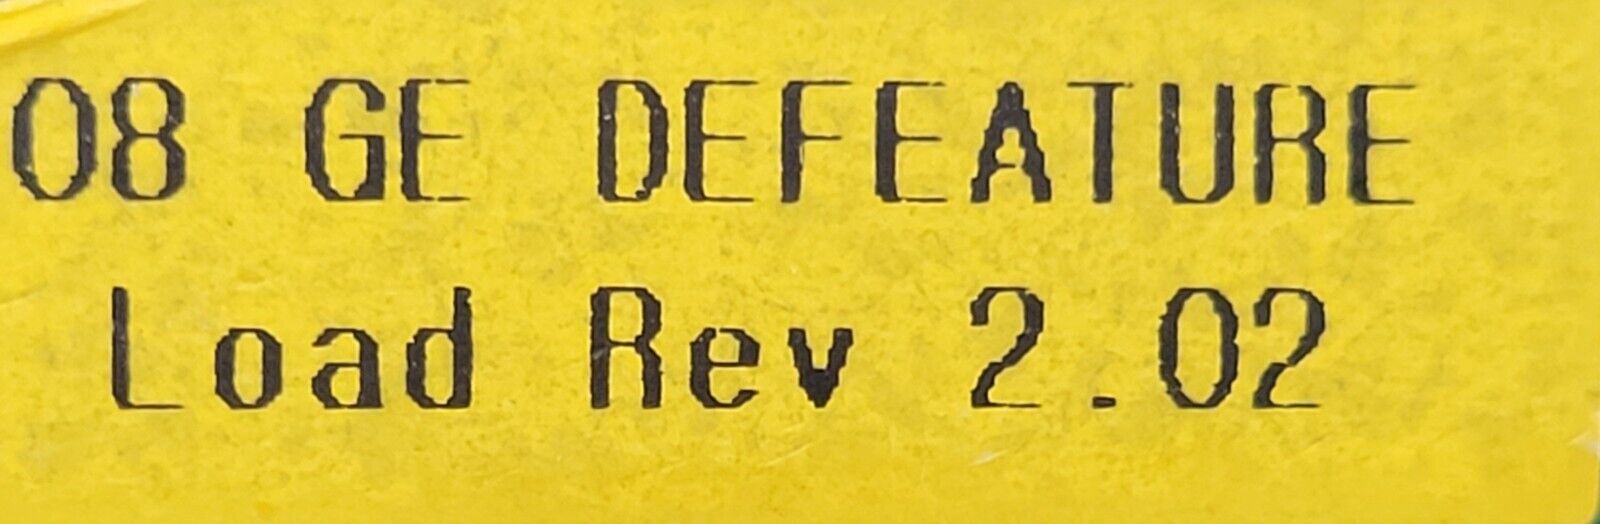 08 GE DEFEATURE
Load Rev 2.02